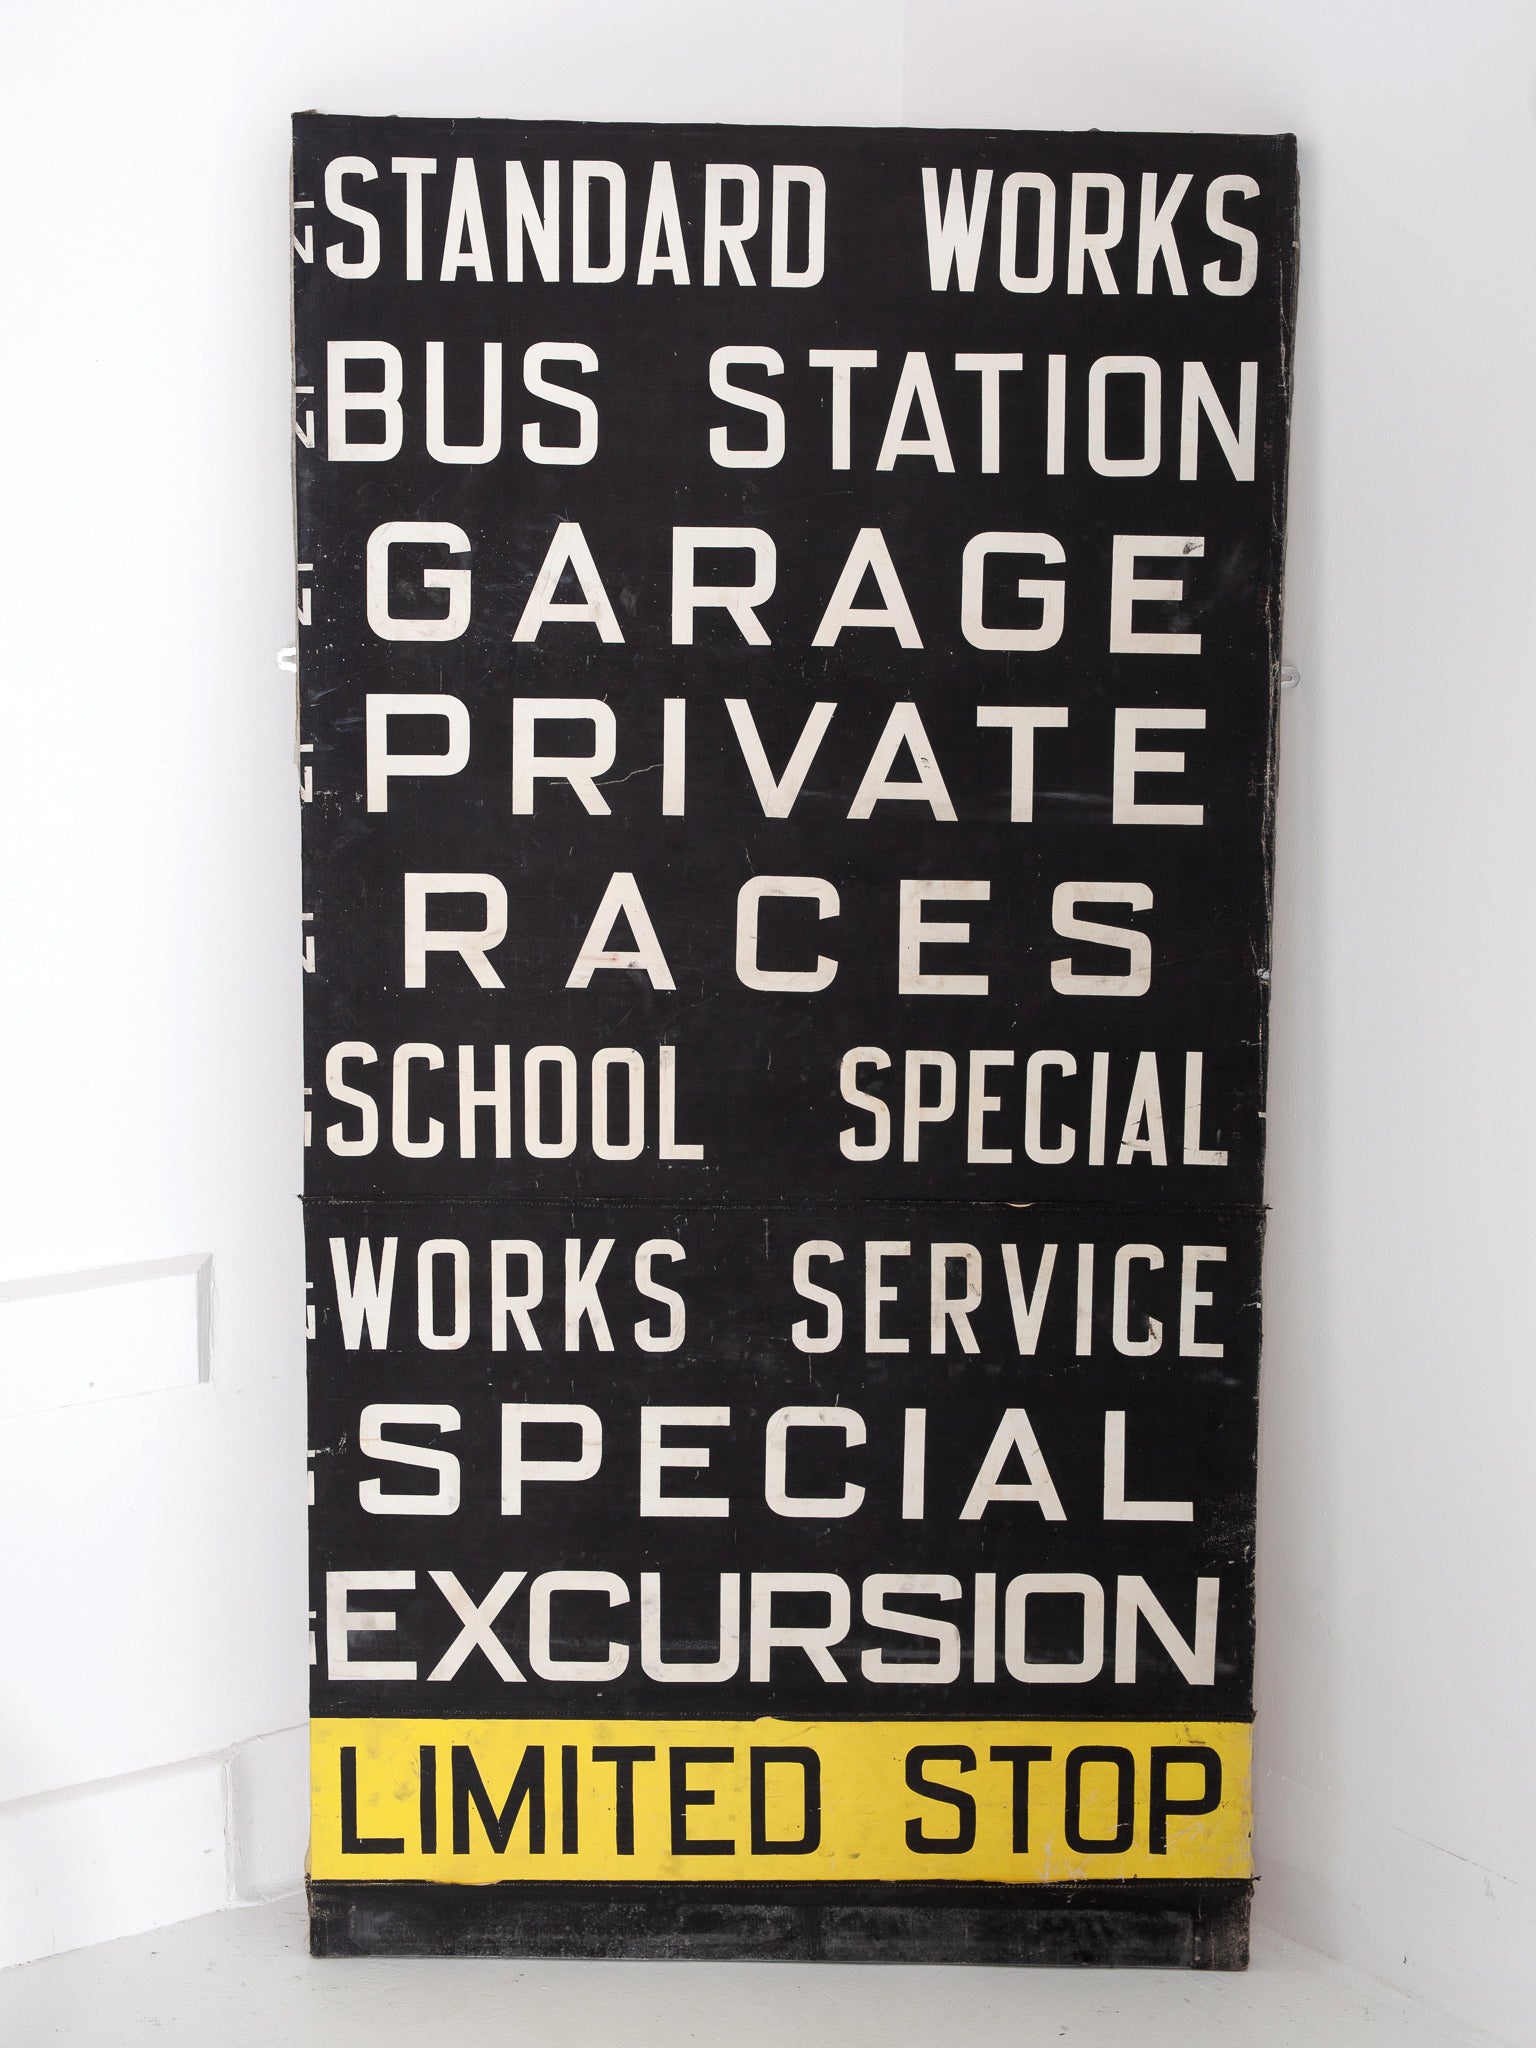 STANDARD WORKS
BUS STATION
GARAGE
PRIVATE
RACES
SCHOOL SPECIAL
WORKS SERVICE
SPECIAL
EXCURSION
LIMITED STOP